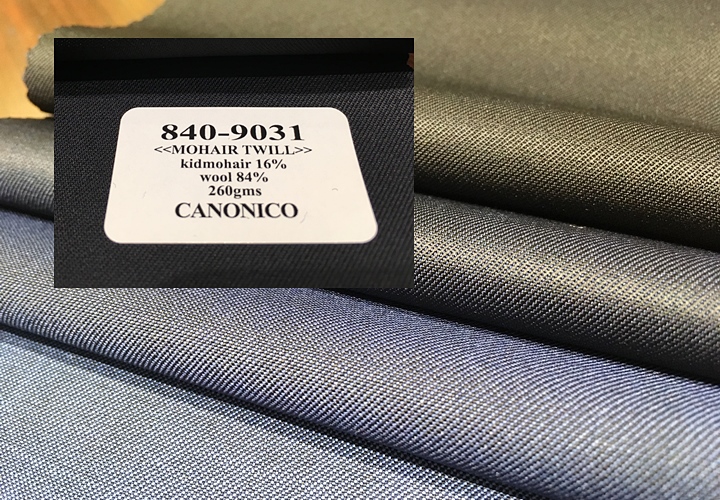 840-9031
<<MOHAIR TWILL>>
kidmohair 16%
wool 84%
260gms
CANONICO